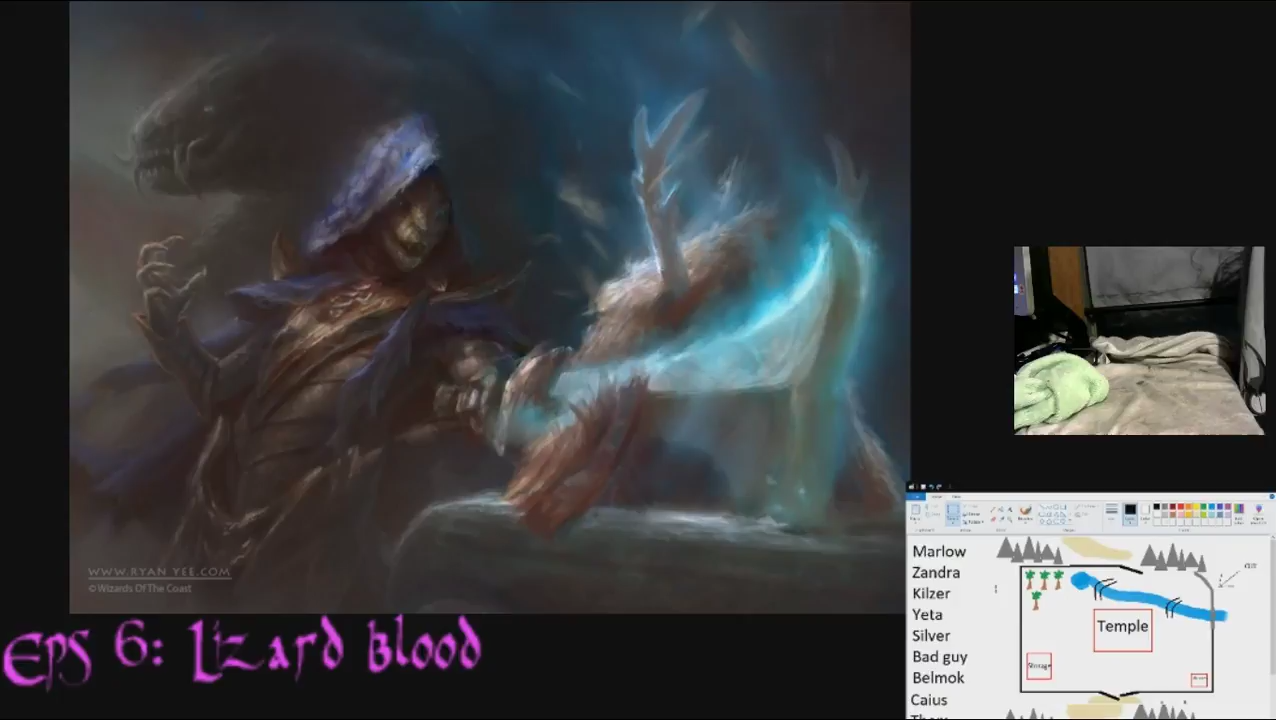 WWW.RYAN YEE.COM
©Wizards Of The Coast
EPS 6: Lizard Blood
Marlow
Zandra
Kilzer
Yeta
Silver
Bad guy
Belmok
Caius
Temple